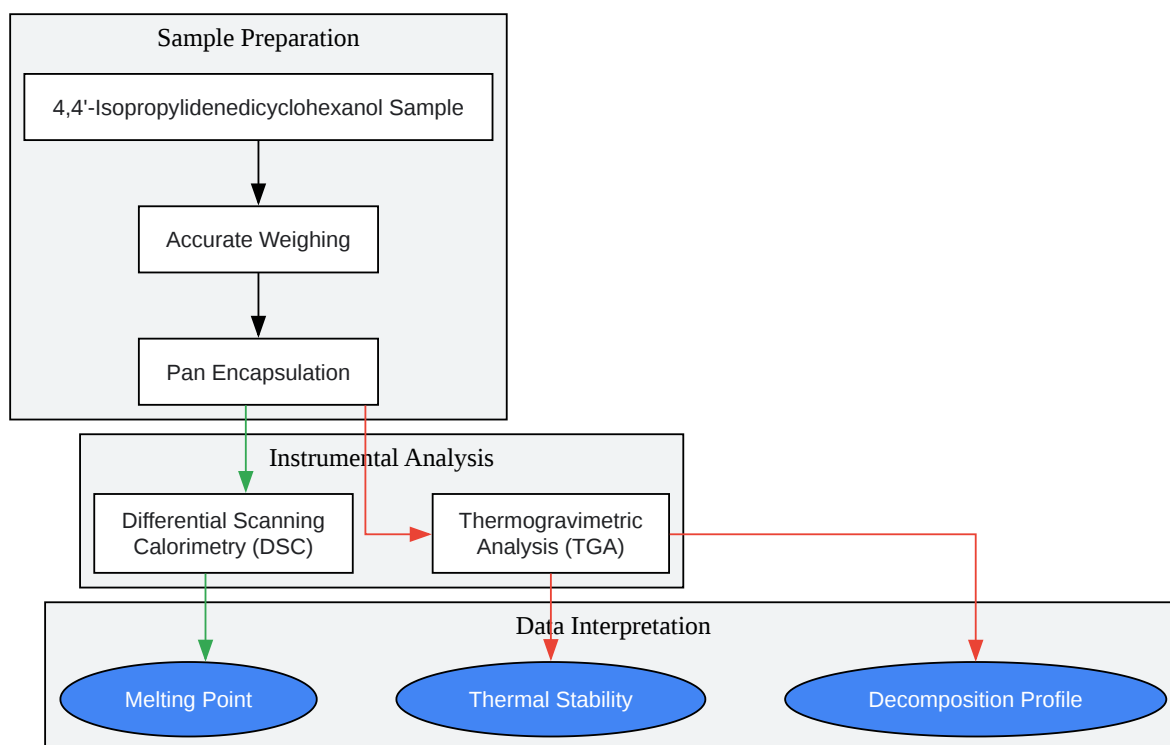 Sample Preparation
4,4'-Isopropylidenedicyclohexanol Sample
Accurate Weighing
Pan Encapsulation
Instrumental Analysis
Differential Scanning
Calorimetry (DSC)
Thermogravimetric
Analysis (TGA)
Data Interpretation
Melting Point
Thermal Stability
Decomposition Profile